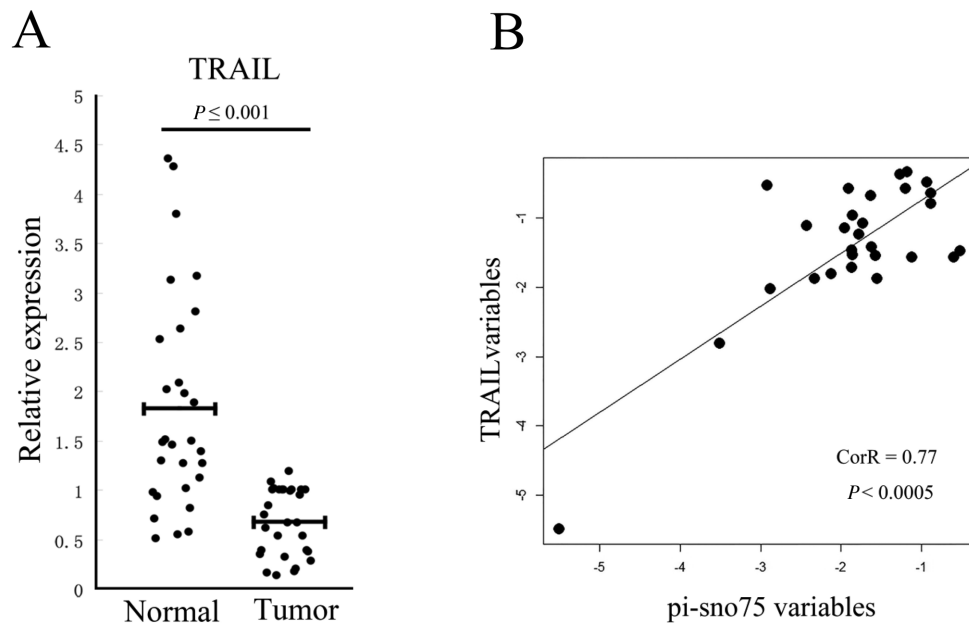 A
TRAIL
P ≤ 0.001
Relative expression
5
4.5
4
3.5
3
2.5
2
1.5
1
0.5
0
Normal Tumor
B
TRAILvariables
-1
-2
-3
-4
-5
CorR = 0.77
P < 0.0005
-5 -4 -3 -2 -1
pi-sno75 variables